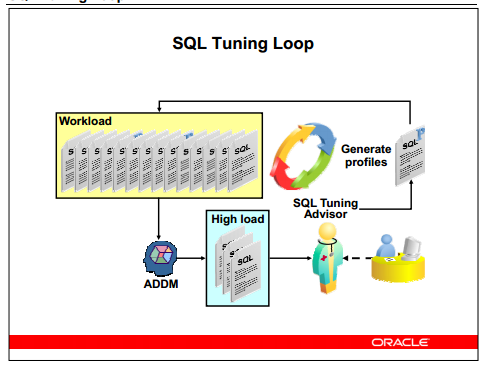 SQL Tuning Loop
Workload
SQL
Generate
profiles
SQL
SQL Tuning
Advisor
High load
SQL
ADDM
ORACLE